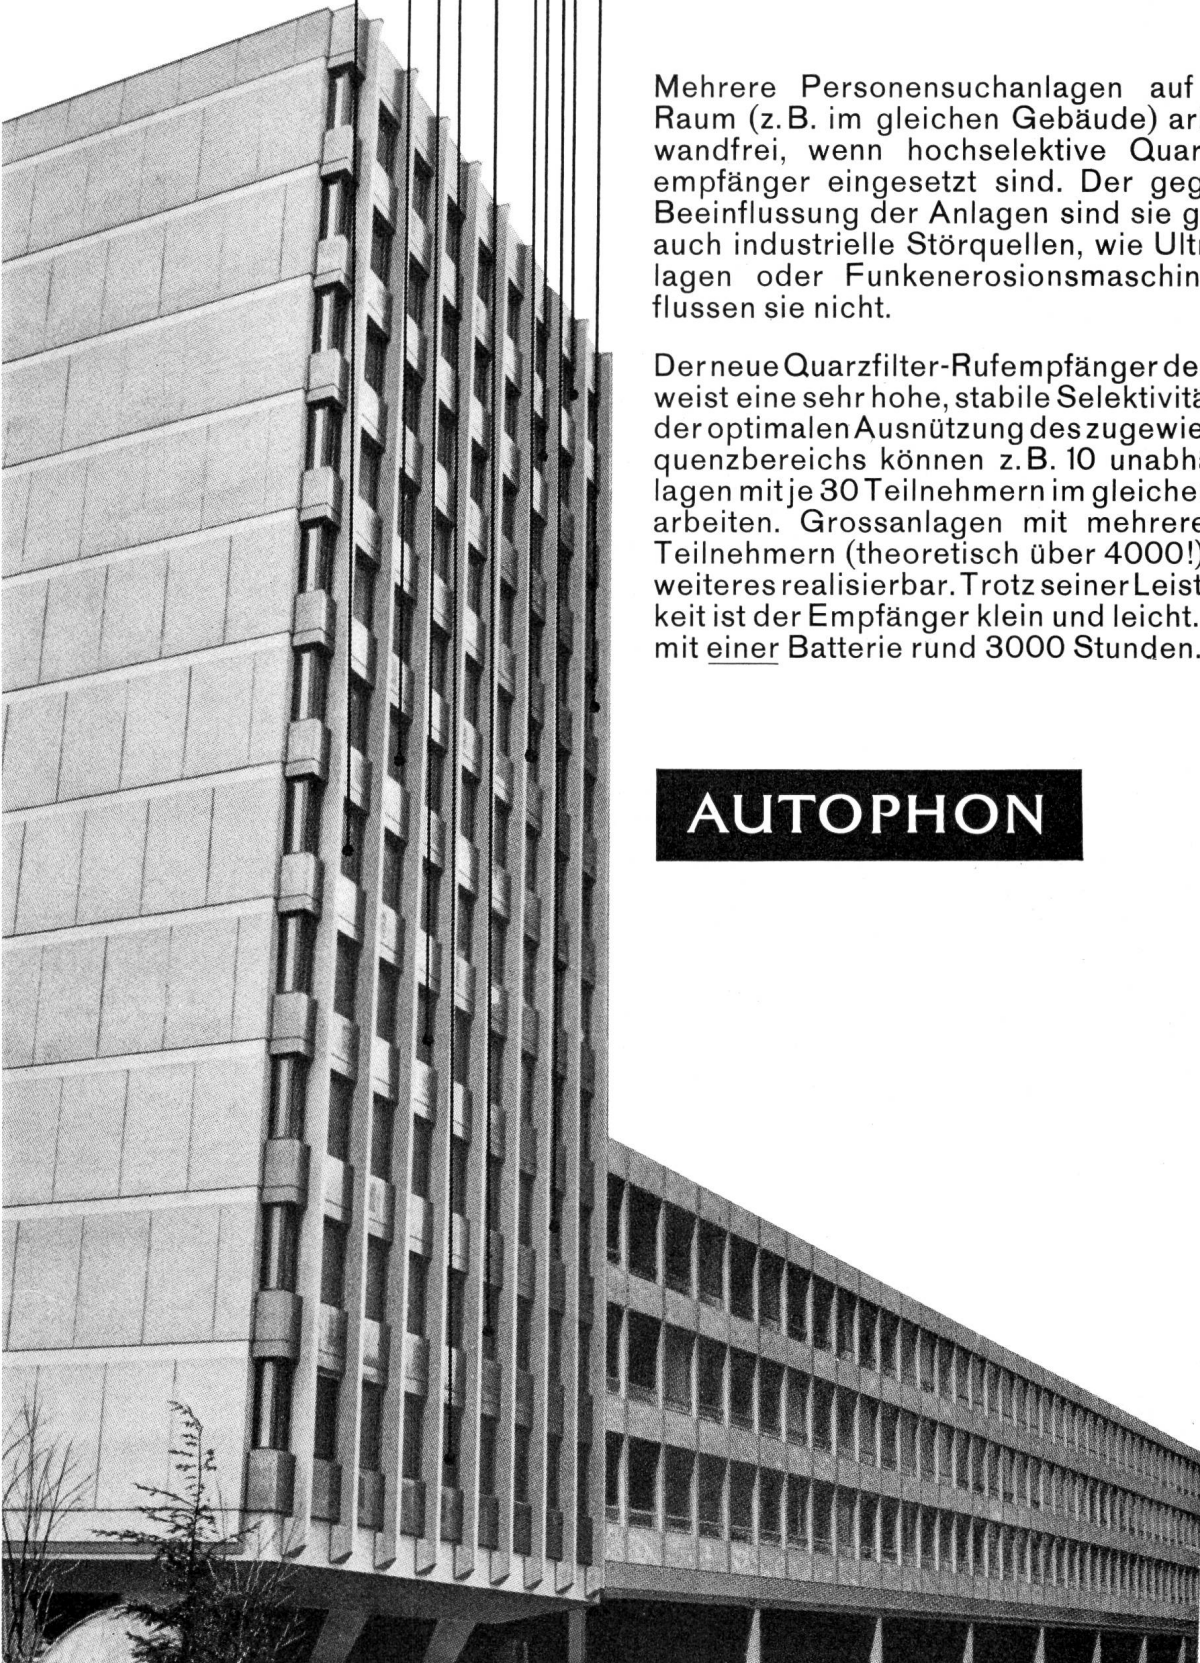 Mehrere Personensuchanlagen auf
Raum (z. B. im gleichen Gebäude) ar
wandfrei, wenn hochselektive Quar
empfänger eingesetzt sind. Der geg
Beeinflussung der Anlagen sind sie g
auch industrielle Störquellen, wie Ult
lagen oder Funkenerosionsmaschin
flussen sie nicht.
Der neue Quarzfilter-Rufempfänger de
weist eine sehr hohe, stabile Selektivitä
der optimalen Ausnützung des zugewie
quenzbereichs können z. B. 10 unabh
lagen mit je 30 Teilnehmern im gleiche
arbeiten. Grossanlagen mit mehrere
Teilnehmern (theoretisch über 4000!)
weiteres realisierbar. Trotz seiner Leist
keit ist der Empfänger klein und leicht.
mit einer Batterie rund 3000 Stunden.
AUTOPHON